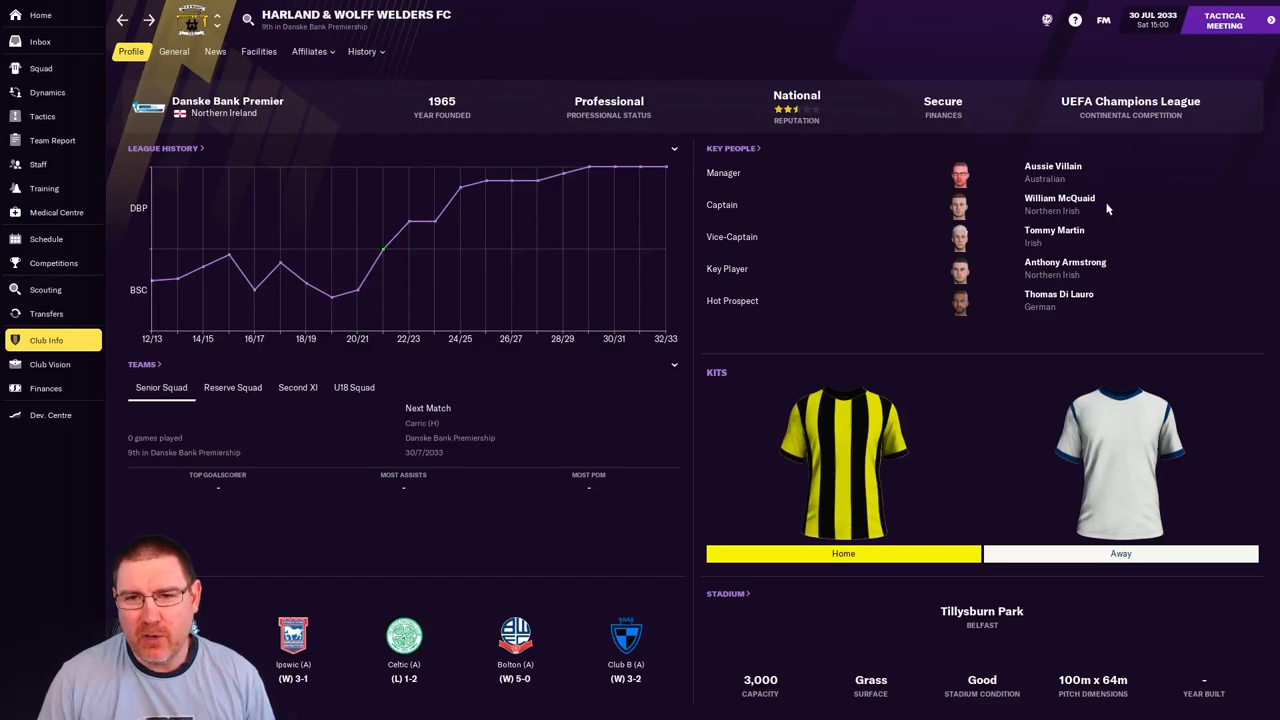 Home
Inbox
Squad
Dynamics
Tactics
Team Report
Staff
Training
Medical Centre
Schedule
Competitions
Scouting
Transfers
Club Info
Club Vision
Finances
Dev. Centre
HARLAND & WOLFF WELDERS FC
9th in Danske Bank Premiership
?
FM
30 JUL 2033
Sat 15:00
TACTICAL
MEETING
Profile
General
News
Facilities
Affiliates
History
Danske Bank Premier
Northern Ireland
1965
YEAR FOUNDED
Professional
PROFESSIONAL STATUS
National
REPUTATION
Secure
FINANCES
UEFA Champions League
CONTINENTAL COMPETITION
LEAGUE HISTORY
DBP
BSC
12/13 14/15 16/17 18/19 20/21 22/23 24/25 26/27 28/29 30/31 32/33
TEAMS
Senior Squad
Reserve Squad
Second XI
U18 Squad
Next Match
Carric (H)
0 games played
Danske Bank Premiership
9th in Danske Bank Premiership
30/7/2033
TOP GOALSCORER
MOST ASSISTS
MOST POM
-
-
-
Ipswic (A)
(W) 3-1
Celtic (A)
(L) 1-2
Bolton (A)
(W) 5-0
Club B (A)
(W) 3-2
KEY PEOPLE
Manager
Aussie Villain
Australian
Captain
William McQuaid
Northern Irish
Vice-Captain
Tommy Martin
Irish
Key Player
Anthony Armstrong
Northern Irish
Hot Prospect
Thomas Di Lauro
German
KITS
Home
Away
STADIUM
Tillysburn Park
BELFAST
3,000
CAPACITY
Grass
SURFACE
Good
STADIUM CONDITION
100m x 64m
PITCH DIMENSIONS
-
YEAR BUILT